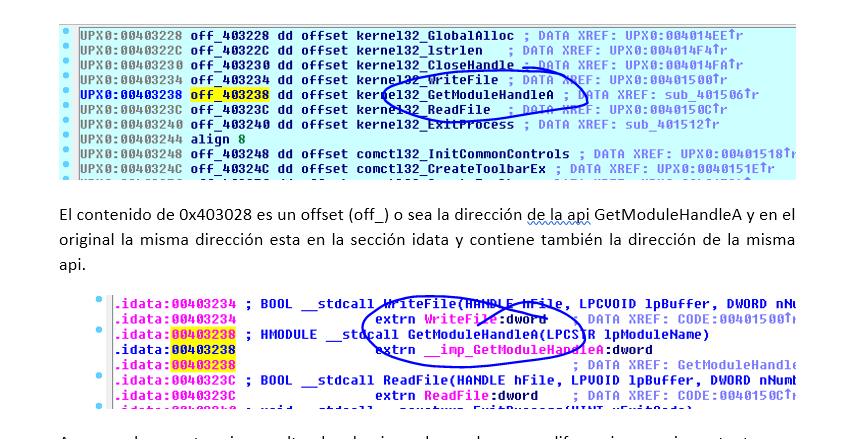 UPX0:00403228 off_403228 dd offset kernel32_GlobalAlloc ; DATA XREF: UPX0:004014EE↑r
UPX0:0040322C off_40322C dd offset kernel32_lstrlen ; DATA XREF: UPX0:004014F4↑r
UPX0:00403230 off_403230 dd offset kernel32_CloseHandle ; DATA XREF: UPX0:004014FA↑r
UPX0:00403234 off_403234 dd offset kernel32_WriteFile ; DATA XREF: UPX0:00401500↑r
UPX0:00403238 off_403238 dd offset kernel32_GetModuleHandleA ; DATA XREF: sub_401506↑r
UPX0:0040323C off_40323C dd offset kernel32_ReadFile ; DATA XREF: UPX0:0040150C↑r
UPX0:00403240 off_403240 dd offset kernel32_ExitProcess ; DATA XREF: sub_401512↑r
UPX0:00403244 align 8
UPX0:00403248 off_403248 dd offset comctl32_InitCommonControls ; DATA XREF: UPX0:00401518↑r
UPX0:0040324C off_40324C dd offset comctl32_CreateToolbarEx ; DATA XREF: UPX0:0040151E↑r
El contenido de 0x403028 es un offset (off_) o sea la dirección de la api GetModuleHandleA y en el
original la misma dirección esta en la sección idata y contiene también la dirección de la misma
api.
.idata:00403234 ; BOOL __stdcall WriteFile(HANDLE hFile, LPCVOID lpBuffer, DWORD nNu
.idata:00403234 extrn WriteFile:dword ; DATA XREF: CODE:00401500↑r
.idata:00403238 ; HMODULE __stdcall GetModuleHandleA(LPCSTR lpModuleName)
.idata:00403238 extrn __imp_GetModuleHandleA:dword
.idata:00403238 ; DATA XREF: GetModuleHandle
.idata:0040323C ; BOOL __stdcall ReadFile(HANDLE hFile, LPVOID lpBuffer, DWORD nNumb
.idata:0040323C extrn ReadFile:dword ; DATA XREF: CODE:0040150C↑r